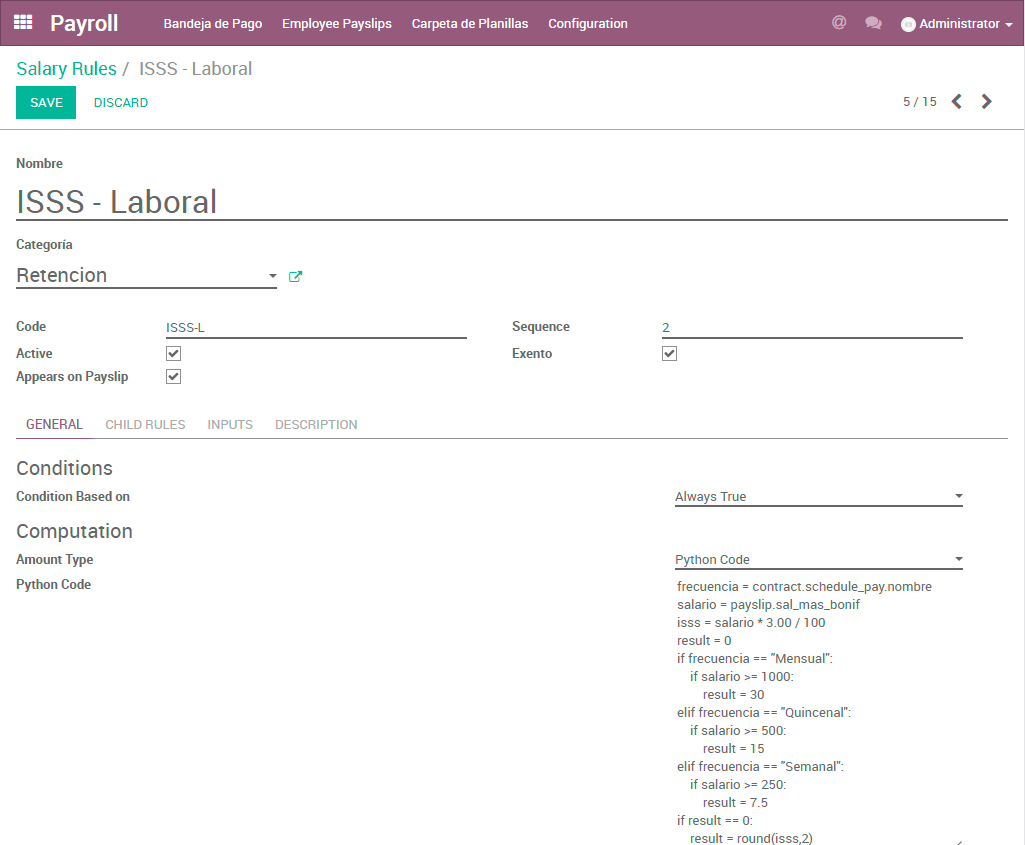 Payroll Bandeja de Pago Employee Payslips Carpeta de Planillas Configuration @ Administrator
Salary Rules / ISSS - Laboral
SAVE DISCARD 5 / 15
Nombre
ISSS - Laboral
Categoría
Retencion
Code ISSS-L Sequence 2
Active Exento
Appears on Payslip
GENERAL CHILD RULES INPUTS DESCRIPTION
Conditions
Condition Based on Always True
Computation
Amount Type Python Code
Python Code
frecuencia = contract.schedule_pay.nombre
salario = payslip.sal_mas_bonif
isss = salario * 3.00 / 100
result = 0
if frecuencia == "Mensual":
    if salario >= 1000:
        result = 30
elif frecuencia == "Quincenal":
    if salario >= 500:
        result = 15
elif frecuencia == "Semanal":
    if salario >= 250:
        result = 7.5
if result == 0:
    result = round(isss,2)